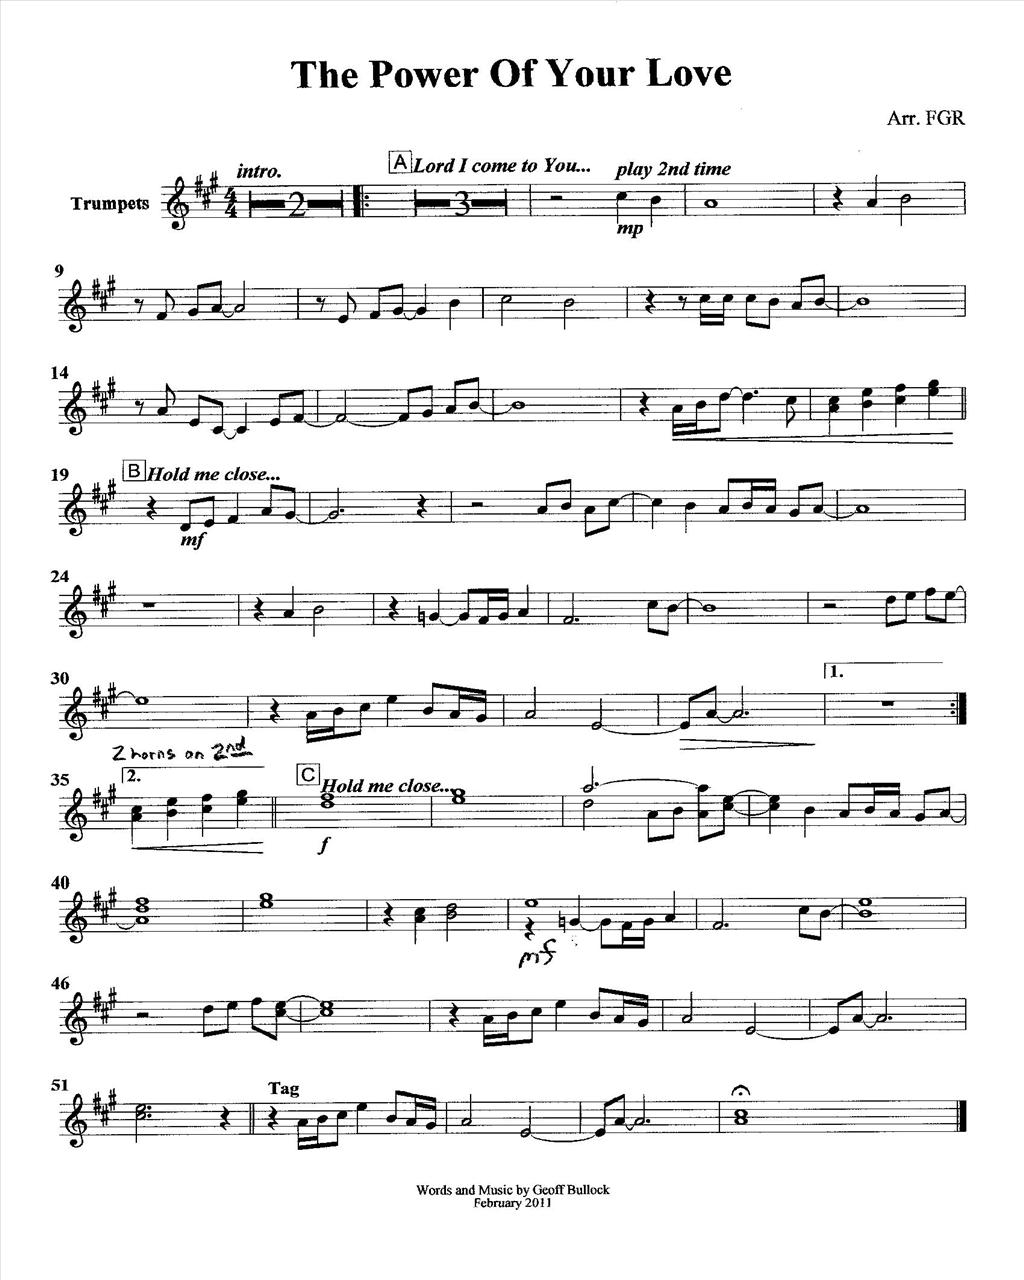 The Power Of Your Love
Arr. FGR
intro.
A Lord I come to You...
play 2nd time
Trumpets
4
4
2
3
mp
9
14
19
B Hold me close...
mf
24
30
1.
2 horns on 2nd
35
2.
C Hold me close...
f
40
mf
46
51
Tag
Words and Music by Geoff Bullock
February 2011